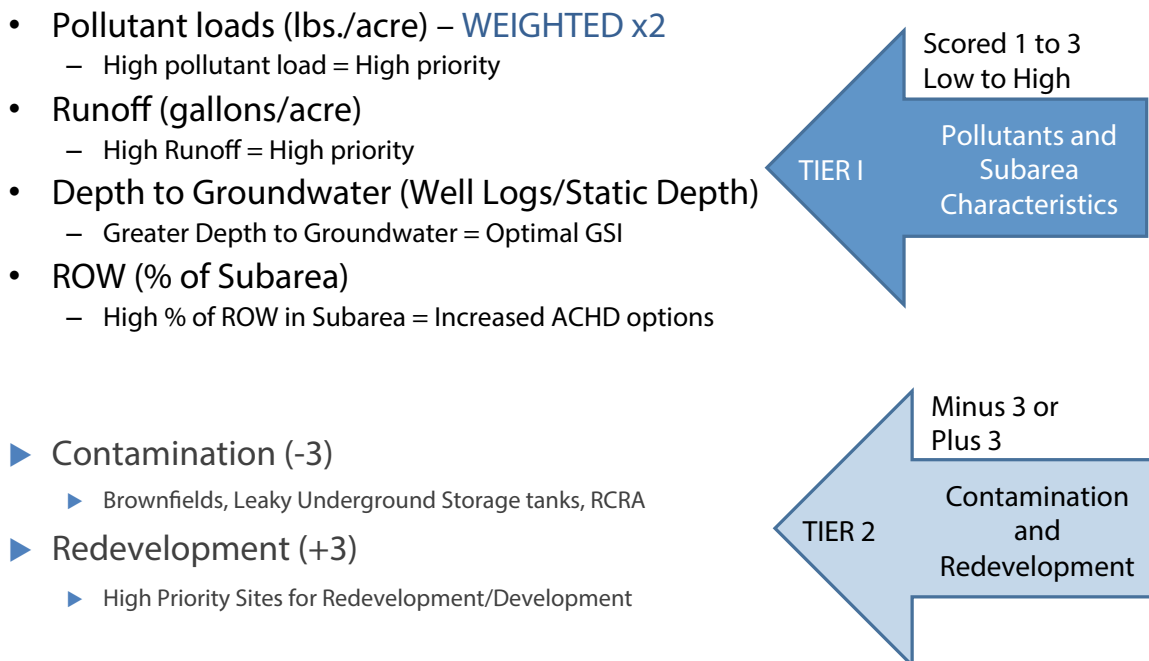 • Pollutant loads (lbs./acre) – WEIGHTED x2
– High pollutant load = High priority
• Runoff (gallons/acre)
– High Runoff = High priority
• Depth to Groundwater (Well Logs/Static Depth)
– Greater Depth to Groundwater = Optimal GSI
• ROW (% of Subarea)
– High % of ROW in Subarea = Increased ACHD options
Scored 1 to 3
Low to High
TIER I
Pollutants and
Subarea
Characteristics
▶ Contamination (-3)
▶ Brownfields, Leaky Underground Storage tanks, RCRA
▶ Redevelopment (+3)
▶ High Priority Sites for Redevelopment/Development
Minus 3 or
Plus 3
TIER 2
Contamination
and
Redevelopment